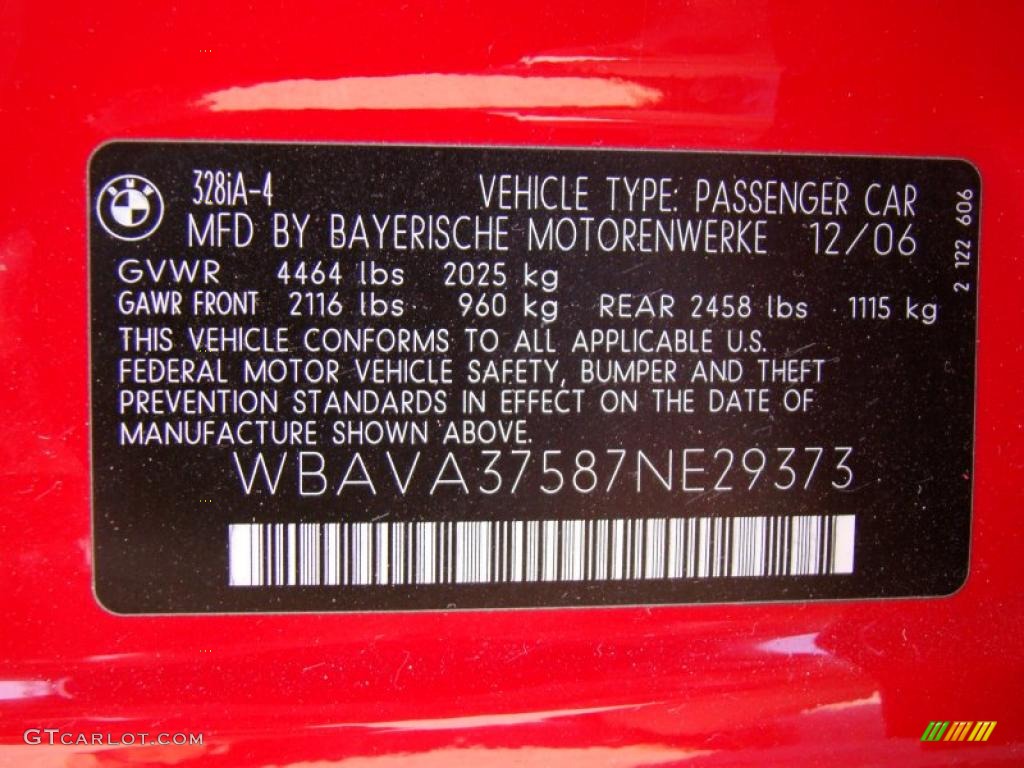 BMW
328iA-4
VEHICLE TYPE: PASSENGER CAR
MFD BY BAYERISCHE MOTORENWERKE 12/06
GVWR 4464 lbs 2025 kg
GAWR FRONT 2116 lbs 960 kg REAR 2458 lbs 1115 kg
2 122 606
THIS VEHICLE CONFORMS TO ALL APPLICABLE U.S.
FEDERAL MOTOR VEHICLE SAFETY, BUMPER AND THEFT
PREVENTION STANDARDS IN EFFECT ON THE DATE OF
MANUFACTURE SHOWN ABOVE.
WBAVA37587NE29373
GTCARLOT.COM